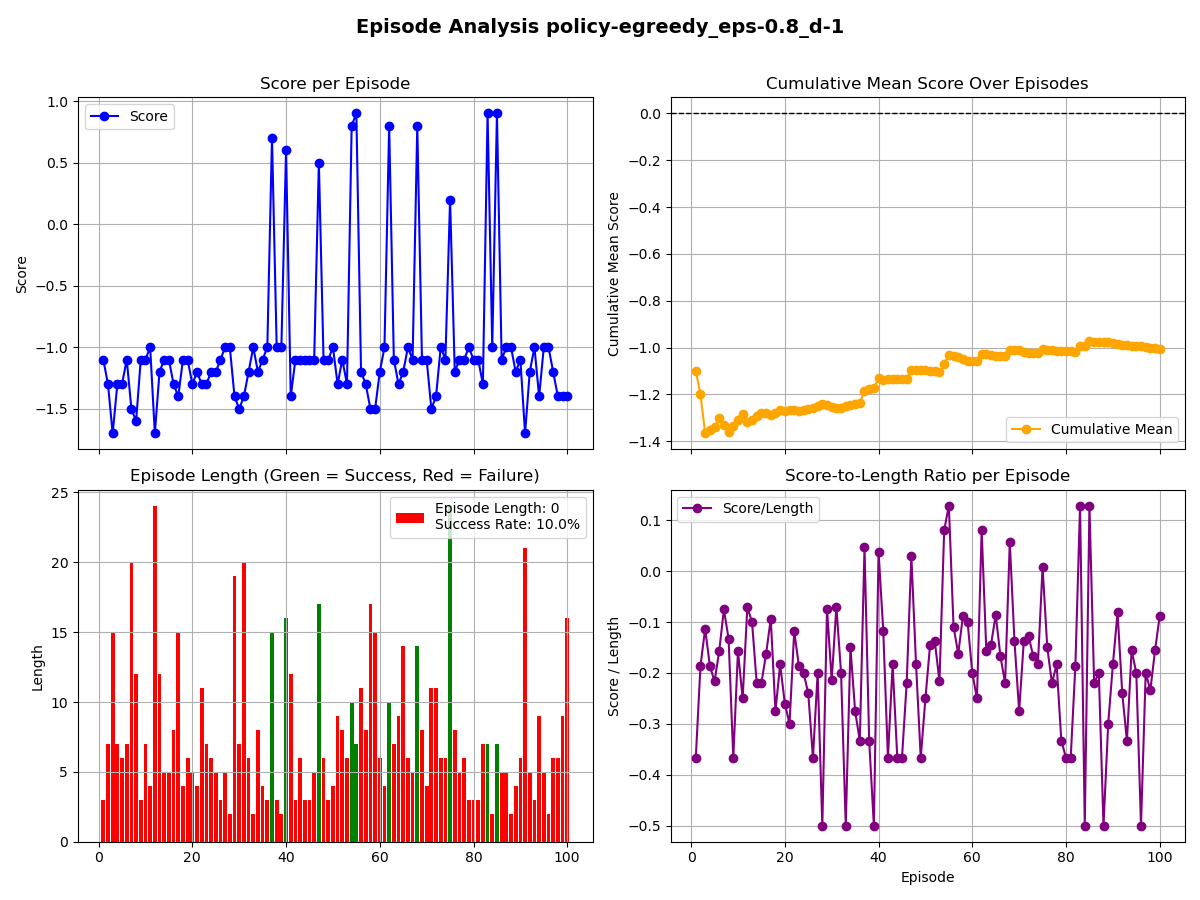 Episode Analysis policy-egreedy_eps-0.8_d-1
Score per Episode
Score
1.0
0.5
0.0
−0.5
−1.0
−1.5
Score
Cumulative Mean Score Over Episodes
0.0
−0.2
−0.4
−0.6
−0.8
−1.0
−1.2
−1.4
Cumulative Mean Score
Cumulative Mean
Episode Length (Green = Success, Red = Failure)
Episode Length: 0
Success Rate: 10.0%
25
20
15
10
5
0
Length
0
20
40
60
80
100
Score-to-Length Ratio per Episode
Score/Length
0.1
0.0
−0.1
−0.2
−0.3
−0.4
−0.5
Score / Length
0
20
40
60
80
100
Episode